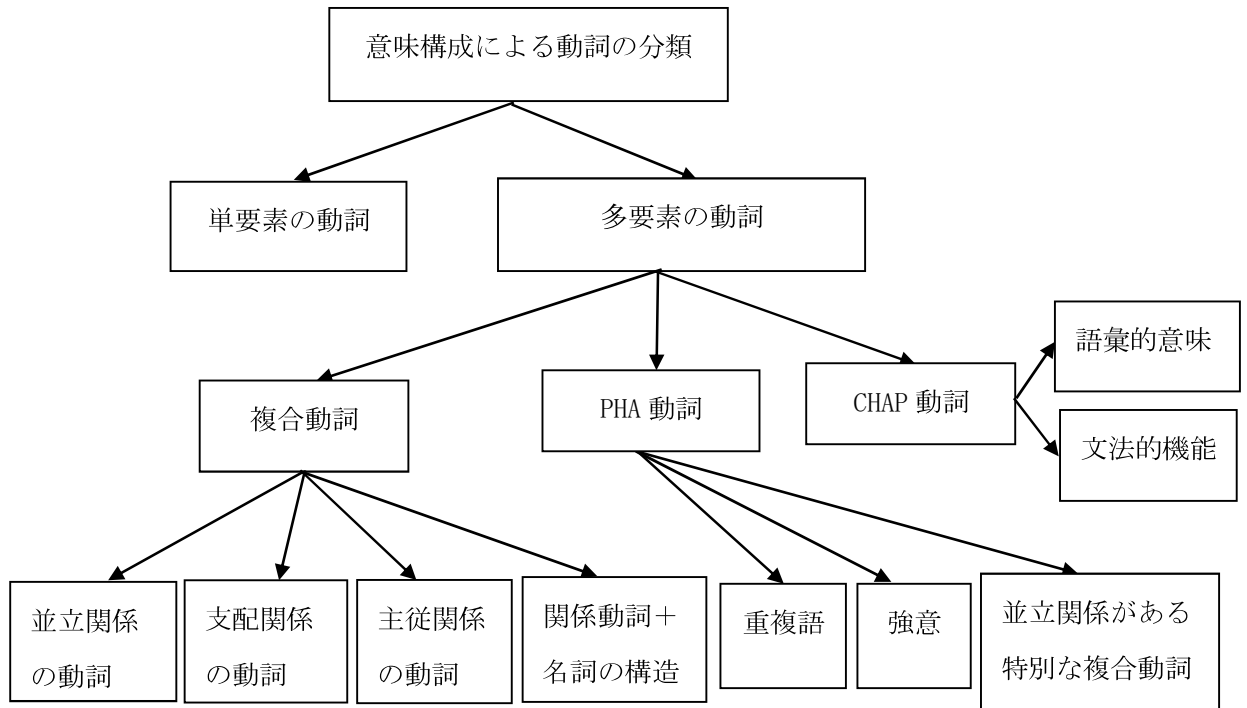 意味構成による動詞の分類
単要素の動詞
多要素の動詞
複合動詞
PHA 動詞
CHAP 動詞
語彙的意味
文法的機能
並立関係
の動詞
支配関係
の動詞
主従関係
の動詞
関係動詞＋
名詞の構造
重複語
強意
並立関係がある
特別な複合動詞